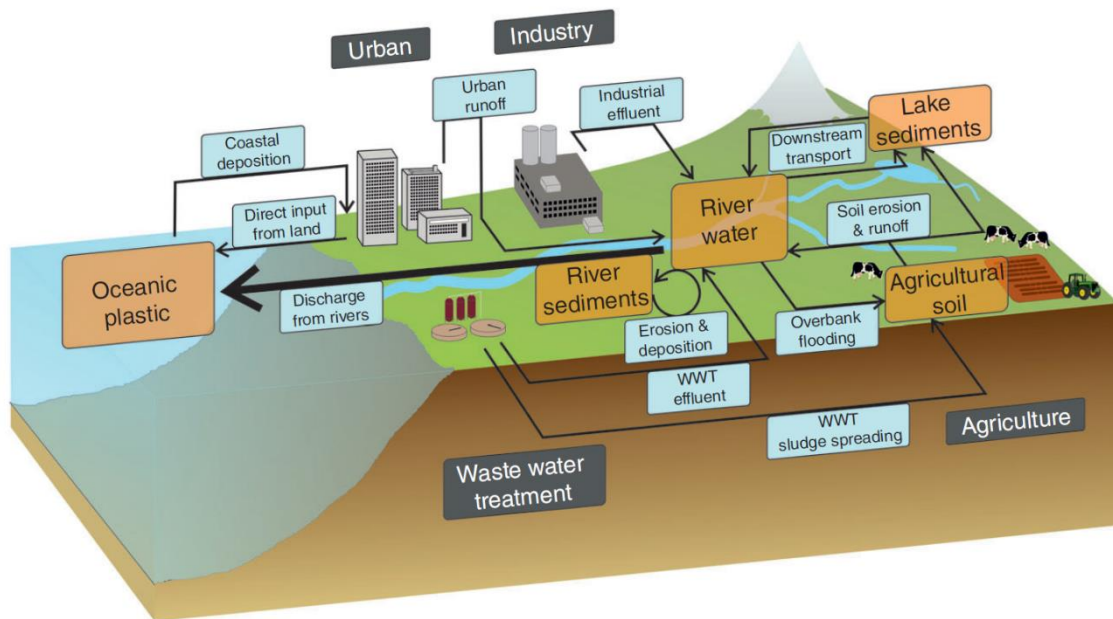 Urban
Industry
Urban
runoff
Industrial
effluent
Lake
sediments
Coastal
deposition
Downstream
transport
River
water
Direct input
from land
Soil erosion
& runoff
Oceanic
plastic
River
sediments
Agricultural
soil
Discharge
from rivers
Erosion &
deposition
Overbank
flooding
WWT
effluent
WWT
sludge spreading
Agriculture
Waste water
treatment